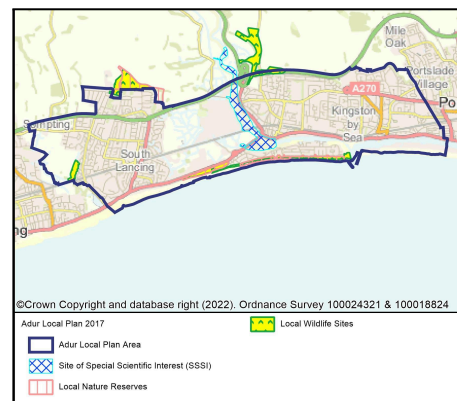 Mile
Oak
Portslade
Village
A270
Po
Kingston
by
Sea
Sompting
South
Lancing
ng
©Crown Copyright and database right (2022). Ordnance Survey 100024321 & 100018824
Adur Local Plan 2017
Local Wildlife Sites
Adur Local Plan Area
Site of Special Scientific Interest (SSSI)
Local Nature Reserves